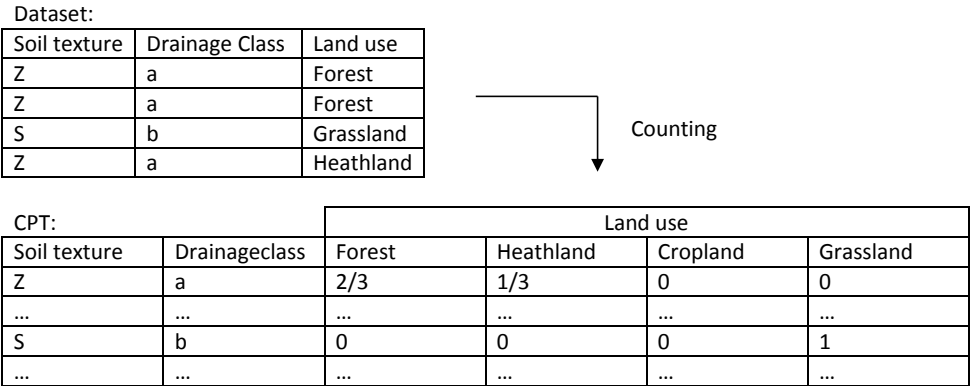 Dataset:
Soil texture Drainage Class Land use
Z a Forest
Z a Forest
S b Grassland
Z a Heathland
Counting
CPT: Land use
Soil texture Drainageclass Forest Heathland Cropland Grassland
Z a 2/3 1/3 0 0
... ... ... ... ... ...
S b 0 0 0 1
... ... ... ... ... ...